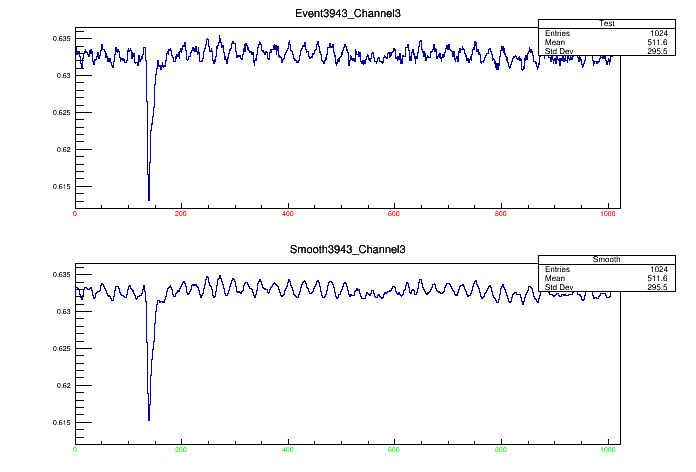 Event3943_Channel3
Test
Entries 1024
Mean 511.6
Std Dev 295.5
0.635
0.63
0.625
0.62
0.615
0 200 400 600 800 1000
Smooth3943_Channel3
Smooth
Entries 1024
Mean 511.6
Std Dev 295.5
0.635
0.63
0.625
0.62
0.615
0 200 400 600 800 1000